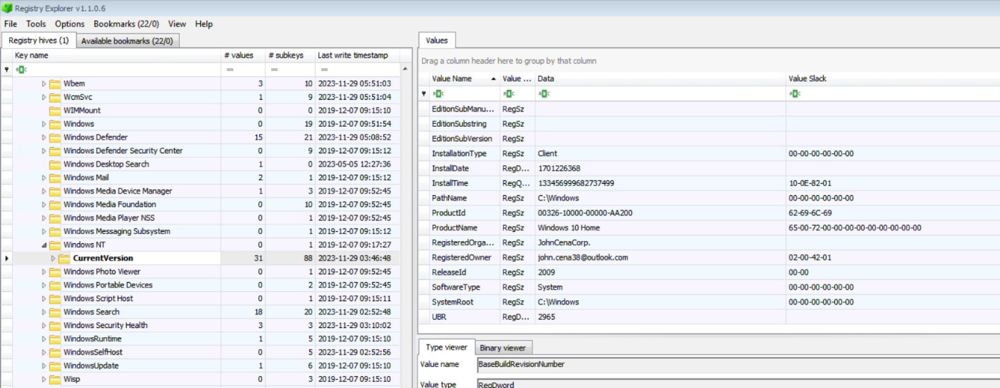 Registry Explorer v1.1.0.6
File Tools Options Bookmarks (22/0) View Help
Registry hives (1) Available bookmarks (22/0)
Key name # values # subkeys Last write timestamp
ABC = = =
Wbem 3 10 2023-11-29 05:51:03
WcmSvc 1 9 2023-11-29 05:51:04
WIMMount 0 0 2019-12-07 09:15:10
Windows 0 19 2019-12-07 09:51:54
Windows Defender 15 21 2023-11-29 05:08:52
Windows Defender Security Center 0 9 2019-12-07 09:15:12
Windows Desktop Search 1 0 2023-05-05 12:27:36
Windows Mail 2 1 2019-12-07 09:15:12
Windows Media Device Manager 1 3 2019-12-07 09:52:45
Windows Media Foundation 0 10 2019-12-07 09:52:45
Windows Media Player NSS 0 1 2019-12-07 09:52:45
Windows Messaging Subsystem 0 1 2019-12-07 09:15:12
Windows NT 0 1 2019-12-07 09:17:27
CurrentVersion 31 88 2023-11-29 03:46:48
Windows Photo Viewer 0 1 2019-12-07 09:52:45
Windows Portable Devices 0 2 2019-12-07 09:52:45
Windows Script Host 0 1 2019-12-07 09:15:11
Windows Search 18 20 2023-11-29 02:52:48
Windows Security Health 3 3 2023-11-29 03:10:02
WindowsRuntime 1 5 2019-12-07 09:15:10
WindowsSelfHost 0 5 2023-11-29 02:52:56
WindowsUpdate 1 6 2019-12-07 09:15:10
Wisp 0 3 2019-12-07 09:15:10
Values
Drag a column header here to group by that column
Value Name Value ... Data Value Slack
ABC ABC ABC ABC
EditionSubManu... RegSz
EditionSubstring RegSz
EditionSubVersion RegSz
InstallationType RegSz Client 00-00-00-00-00-00
InstallDate RegD... 1701226368
InstallTime RegQ... 133456999682737499 10-0E-82-01
PathName RegSz C:\Windows 00-00-00-00-00-00
ProductId RegSz 00326-10000-00000-AA200 62-69-6C-69
ProductName RegSz Windows 10 Home 65-00-72-00-00-00-00-00-00-00-00-00
RegisteredOrga... RegSz JohnCenaCorp.
RegisteredOwner RegSz john.cena38@outlook.com 02-00-42-01
ReleaseId RegSz 2009 00-00
SoftwareType RegSz System 00-00-00-00-00-00
SystemRoot RegSz C:\Windows 00-00-00-00-00-00
UBR RegD... 2965
Type viewer Binary viewer
Value name BaseBuildRevisionNumber
Value type RegDword